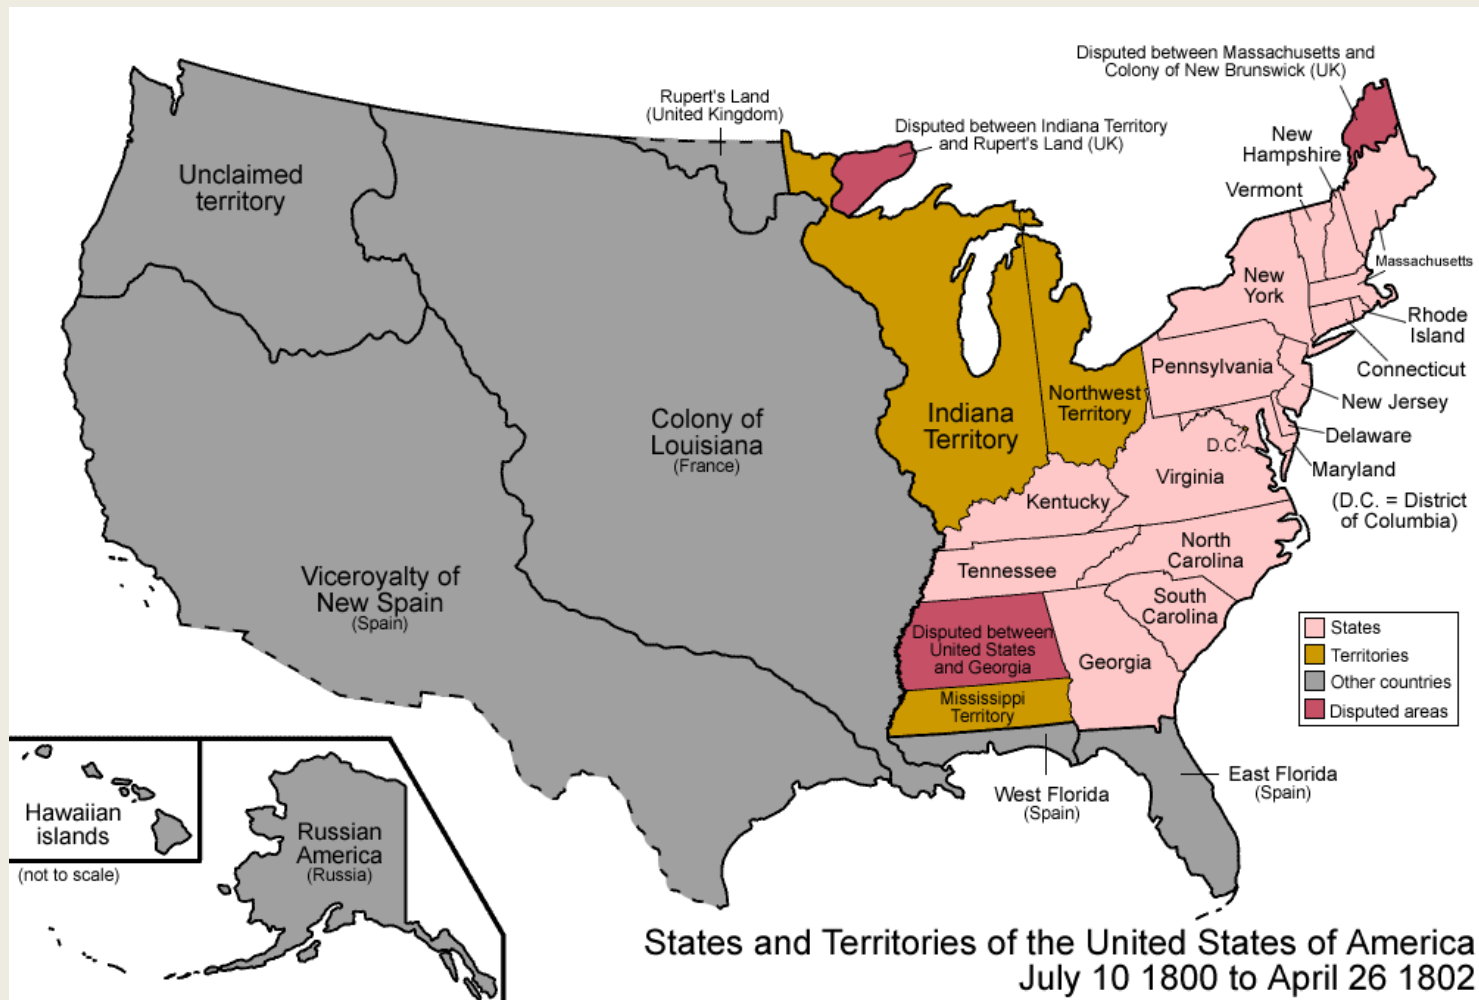 Disputed between Massachusetts and
Colony of New Brunswick (UK)
Rupert's Land
(United Kingdom)
Disputed between Indiana Territory
and Rupert's Land (UK)
New
Hampshire
Vermont
Unclaimed
territory
Massachusetts
New
York
Rhode
Island
Connecticut
Pennsylvania
New Jersey
Northwest
Territory
Indiana
Territory
Colony of
Louisiana
(France)
D.C.
Delaware
Maryland
Virginia
(D.C. = District
of Columbia)
Kentucky
North
Carolina
Tennessee
Viceroyalty of
New Spain
(Spain)
South
Carolina
Disputed between
United States
and Georgia
Georgia
States
Territories
Other countries
Disputed areas
Mississippi
Territory
East Florida
(Spain)
West Florida
(Spain)
Hawaiian
islands
(not to scale)
Russian
America
(Russia)
States and Territories of the United States of America
July 10 1800 to April 26 1802